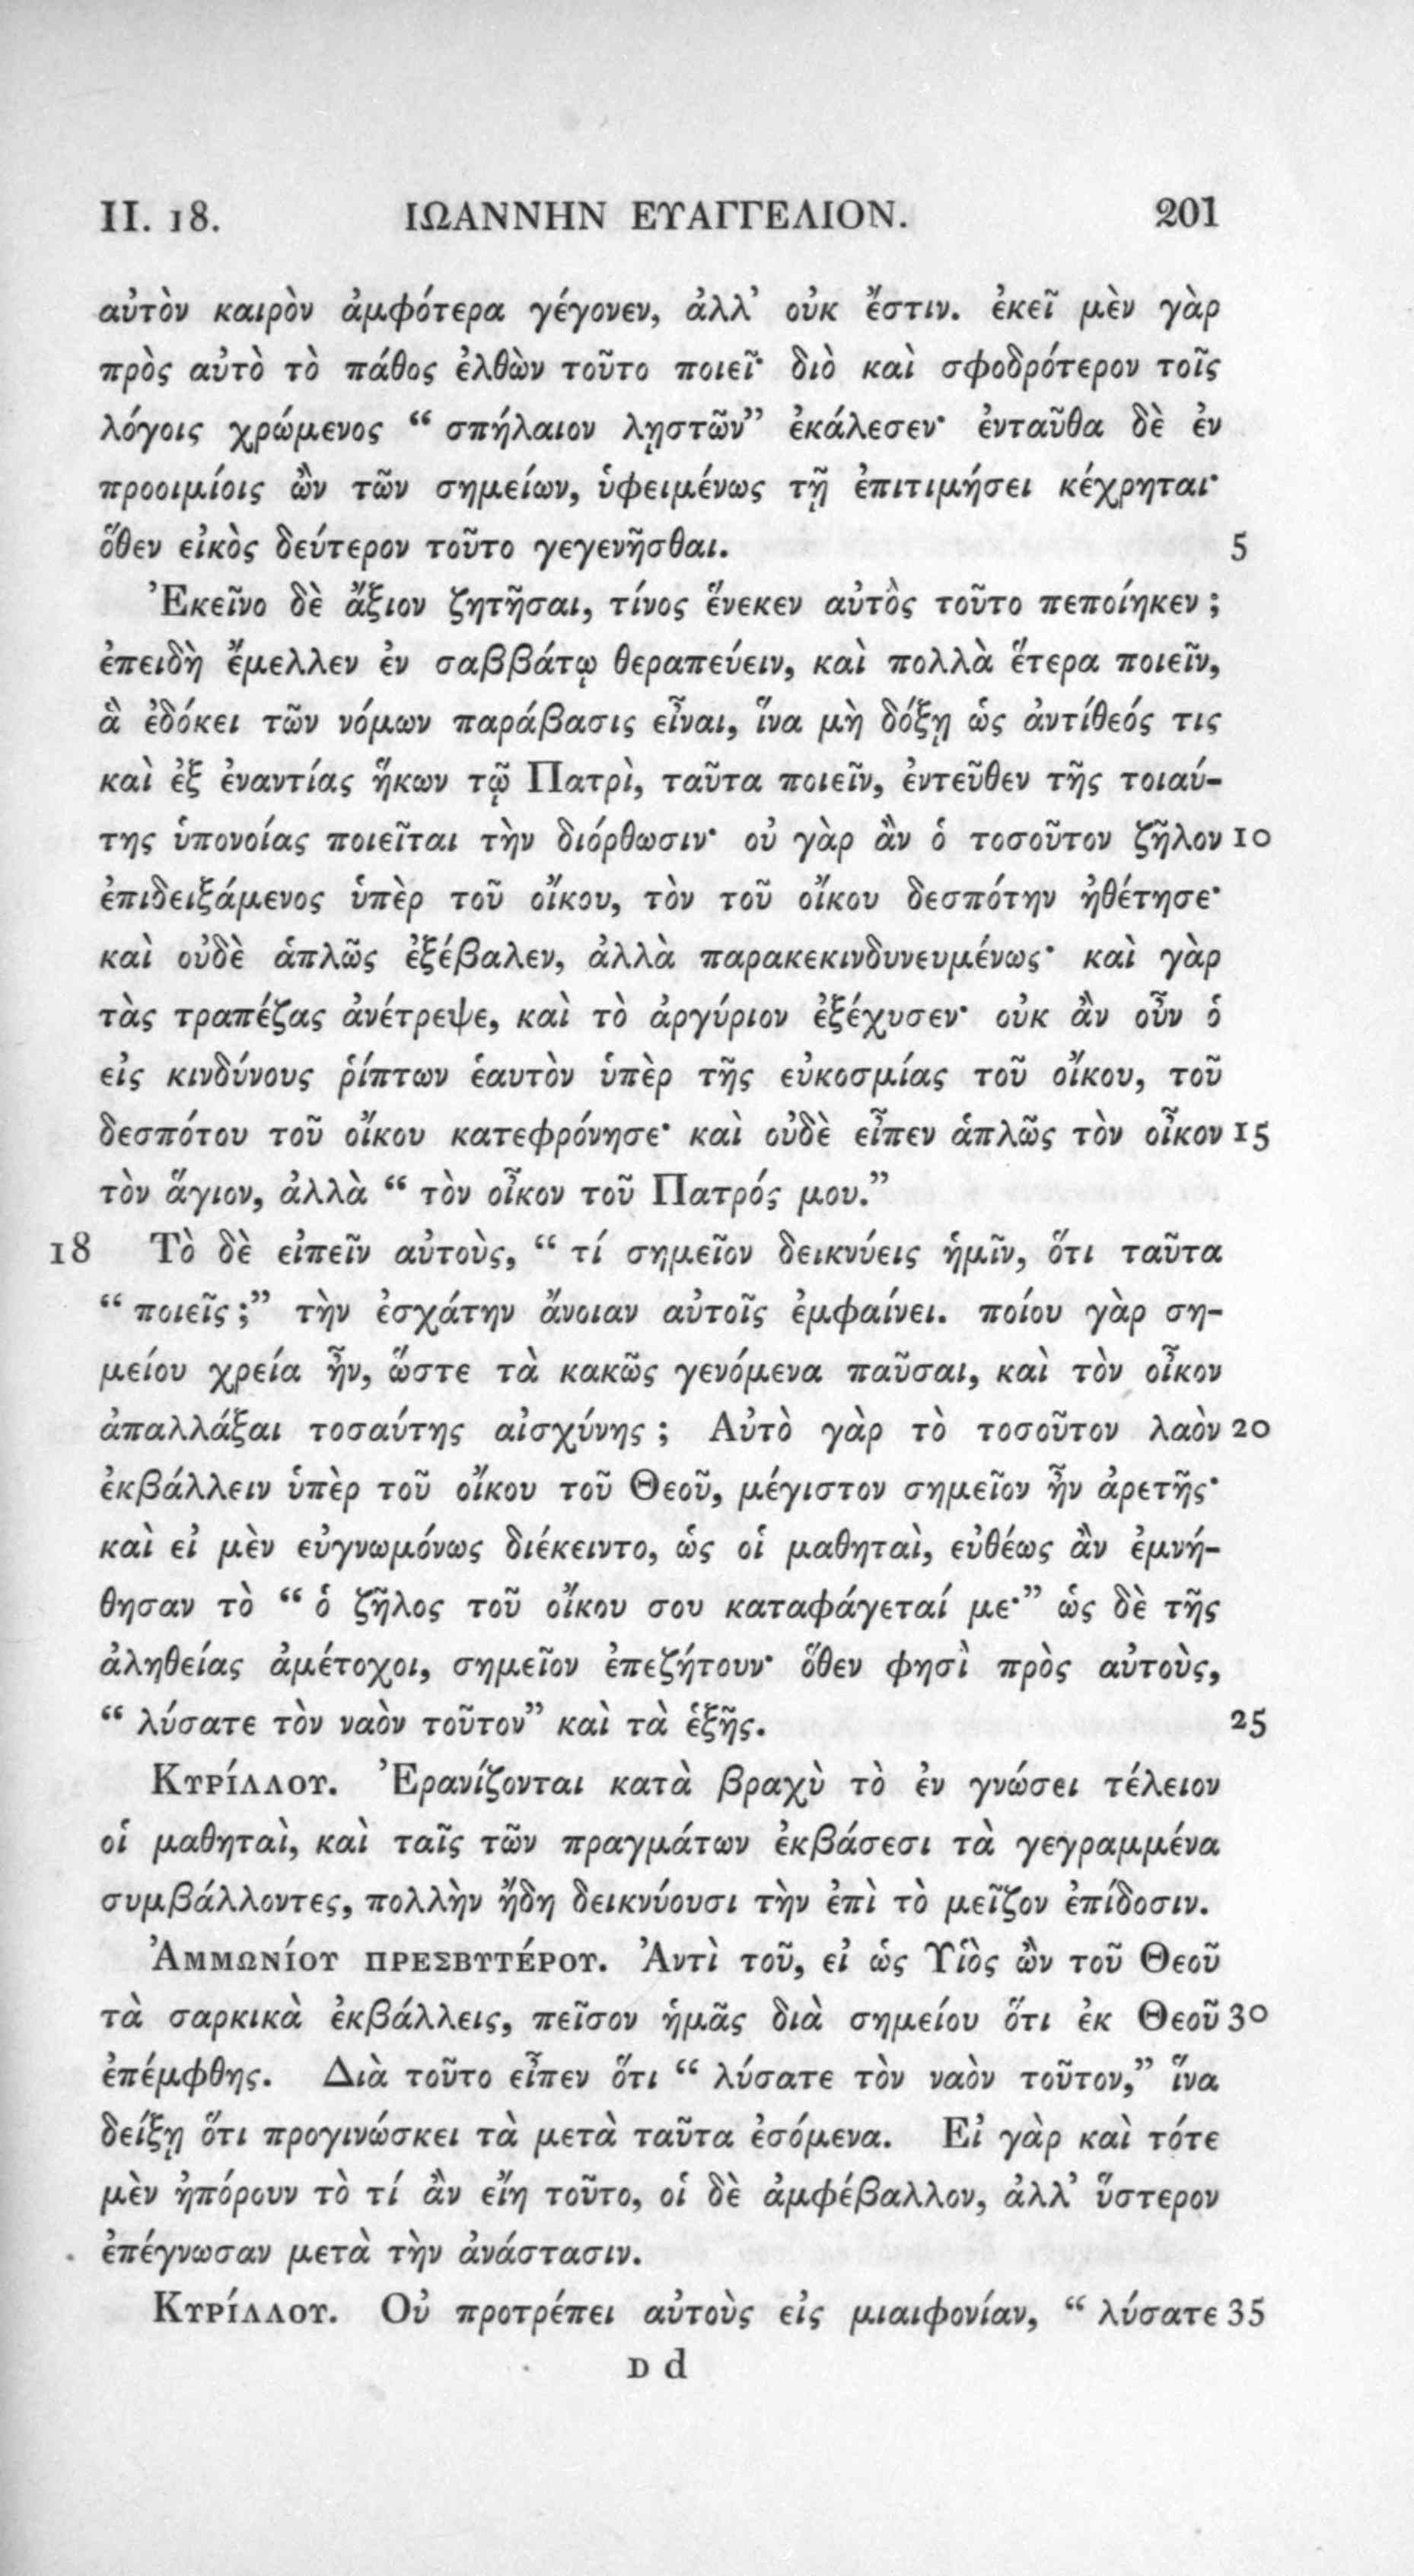 II. 18. ΙΩΑΝΝΗΝ ΕΥΑΓΓΕΛΙΟΝ. 201
αὐτὸν καιρὸν ἀμφότερα γέγονεν, ἀλλ' οὐκ ἔστιν. ἐκεῖ μὲν γὰρ
πρὸς αὐτὸ τὸ πάθος ἐλθὼν τοῦτο ποιεῖ· διὸ καὶ σφοδρότερον τοῖς
λόγοις χρώμενος “ σπήλαιον λῃστῶν” ἐκάλεσεν· ἐνταῦθα δὲ ἐν
προοιμίοις ὢν τῶν σημείων, ὑφειμένως τῇ ἐπιτιμήσει κέχρηται·
ὅθεν εἰκὸς δεύτερον τοῦτο γεγενῆσθαι. 5
Ἐκεῖνο δὲ ἄξιον ζητῆσαι, τίνος ἕνεκεν αὐτὸς τοῦτο πεποίηκεν ;
ἐπειδὴ ἔμελλεν ἐν σαββάτῳ θεραπεύειν, καὶ πολλὰ ἕτερα ποιεῖν,
ἃ ἐδόκει τῶν νόμων παράβασις εἶναι, ἵνα μὴ δόξῃ ὡς ἀντίθεός τις
καὶ ἐξ ἐναντίας ἥκων τῷ Πατρὶ, ταῦτα ποιεῖν, ἐντεῦθεν τῆς τοιαύ-
της ὑπονοίας ποιεῖται τὴν διόρθωσιν· οὐ γὰρ ἂν ὁ τοσοῦτον ζῆλον 10
ἐπιδειξάμενος ὑπὲρ τοῦ οἴκου, τὸν τοῦ οἴκου δεσπότην ἠθέτησε·
καὶ οὐδὲ ἁπλῶς ἐξέβαλεν, ἀλλὰ παρακεκινδυνευμένως· καὶ γὰρ
τὰς τραπέζας ἀνέτρεψε, καὶ τὸ ἀργύριον ἐξέχυσεν· οὐκ ἂν οὖν ὁ
εἰς κινδύνους ῥίπτων ἑαυτὸν ὑπὲρ τῆς εὐκοσμίας τοῦ οἴκου, τοῦ
δεσπότου τοῦ οἴκου κατεφρόνησε· καὶ οὐδὲ εἶπεν ἁπλῶς τὸν οἶκον 15
τὸν ἅγιον, ἀλλὰ “ τὸν οἶκον τοῦ Πατρός μου.”
18 Τὸ δὲ εἰπεῖν αὐτοὺς, “ τί σημεῖον δεικνύεις ἡμῖν, ὅτι ταῦτα
“ ποιεῖς ;” τὴν ἐσχάτην ἄνοιαν αὐτοῖς ἐμφαίνει. ποίου γὰρ ση-
μείου χρεία ἦν, ὥστε τὰ κακῶς γενόμενα παῦσαι, καὶ τὸν οἶκον
ἀπαλλάξαι τοσαύτης αἰσχύνης ; Αὐτὸ γὰρ τὸ τοσοῦτον λαὸν 20
ἐκβάλλειν ὑπὲρ τοῦ οἴκου τοῦ Θεοῦ, μέγιστον σημεῖον ἦν ἀρετῆς·
καὶ εἰ μὲν εὐγνωμόνως διέκειντο, ὡς οἱ μαθηταὶ, εὐθέως ἂν ἐμνή-
θησαν τὸ “ ὁ ζῆλος τοῦ οἴκου σου καταφάγεταί με·” ὡς δὲ τῆς
ἀληθείας ἀμέτοχοι, σημεῖον ἐπεζήτουν· ὅθεν φησὶ πρὸς αὐτοὺς,
“ λύσατε τὸν ναὸν τοῦτον” καὶ τὰ ἑξῆς. 25
Κυρίλλου. Ἐρανίζονται κατὰ βραχὺ τὸ ἐν γνώσει τέλειον
οἱ μαθηταὶ, καὶ ταῖς τῶν πραγμάτων ἐκβάσεσι τὰ γεγραμμένα
συμβάλλοντες, πολλὴν ἤδη δεικνύουσι τὴν ἐπὶ τὸ μεῖζον ἐπίδοσιν.
Ἀμμωνίου πρεσβυτέρου. Ἀντὶ τοῦ, εἰ ὡς Υἱὸς ὢν τοῦ Θεοῦ
τὰ σαρκικὰ ἐκβάλλεις, πεῖσον ἡμᾶς διὰ σημείου ὅτι ἐκ Θεοῦ 30
ἐπέμφθης. Διὰ τοῦτο εἶπεν ὅτι “ λύσατε τὸν ναὸν τοῦτον,” ἵνα
δείξῃ ὅτι προγινώσκει τὰ μετὰ ταῦτα ἐσόμενα. Εἰ γὰρ καὶ τότε
μὲν ἠπόρουν τὸ τί ἂν εἴη τοῦτο, οἱ δὲ ἀμφέβαλλον, ἀλλ' ὕστερον
ἐπέγνωσαν μετὰ τὴν ἀνάστασιν.
Κυρίλλου. Οὐ προτρέπει αὐτοὺς εἰς μιαιφονίαν, “ λύσατε 35
D d